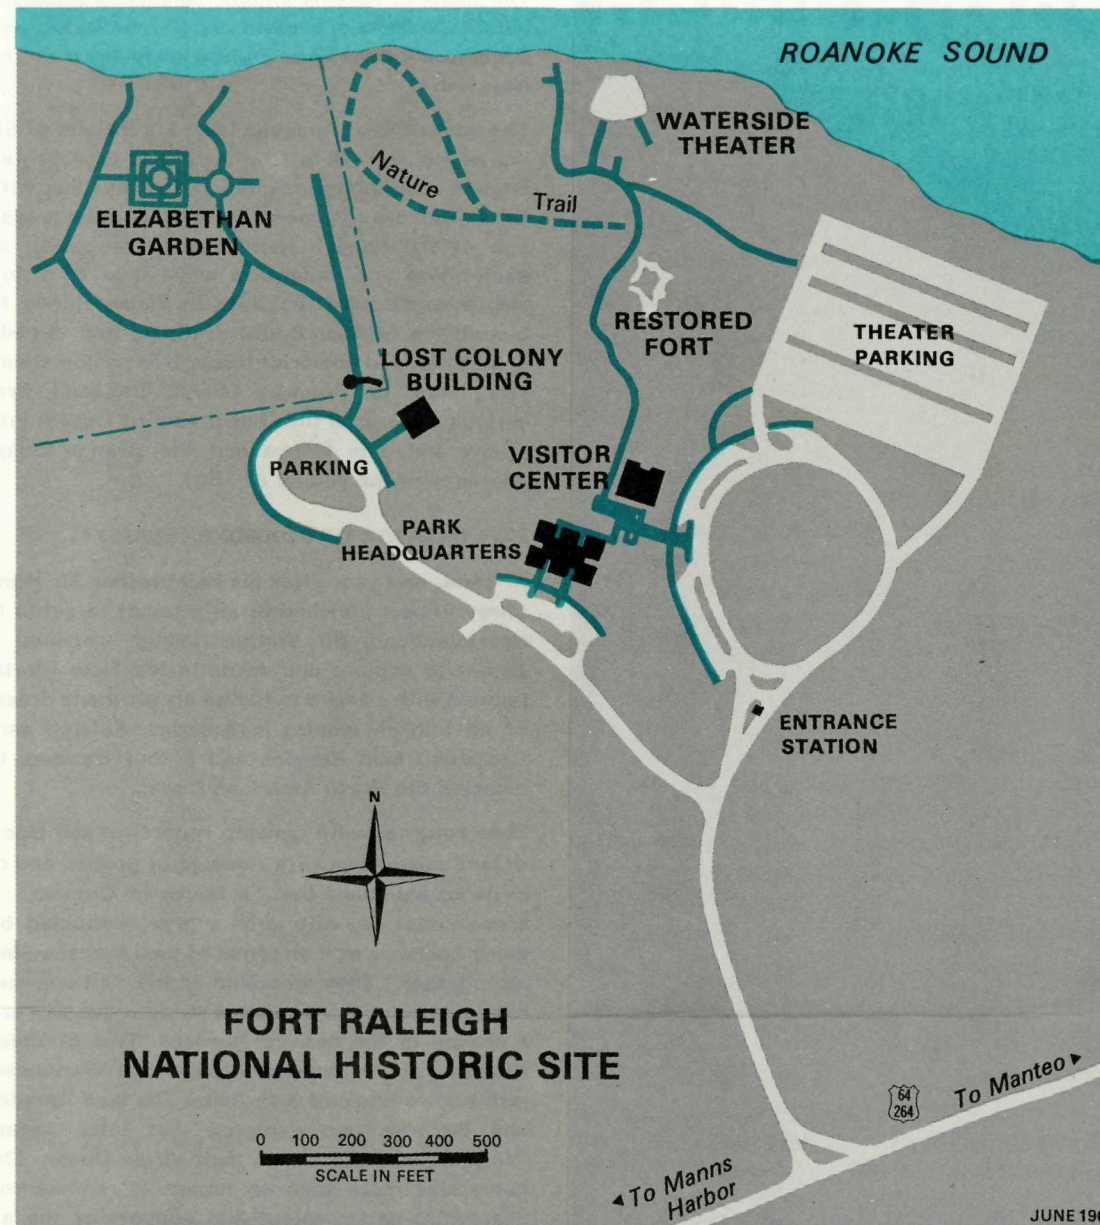 ROANOKE SOUND
WATERSIDE
THEATER
Nature
Trail
ELIZABETHAN
GARDEN
RESTORED
FORT
THEATER
PARKING
LOST COLONY
BUILDING
PARKING
VISITOR
CENTER
PARK
HEADQUARTERS
ENTRANCE
STATION
N
FORT RALEIGH
NATIONAL HISTORIC SITE
0 100 200 300 400 500
SCALE IN FEET
64
264
To Manteo
To Manns
Harbor
JUNE